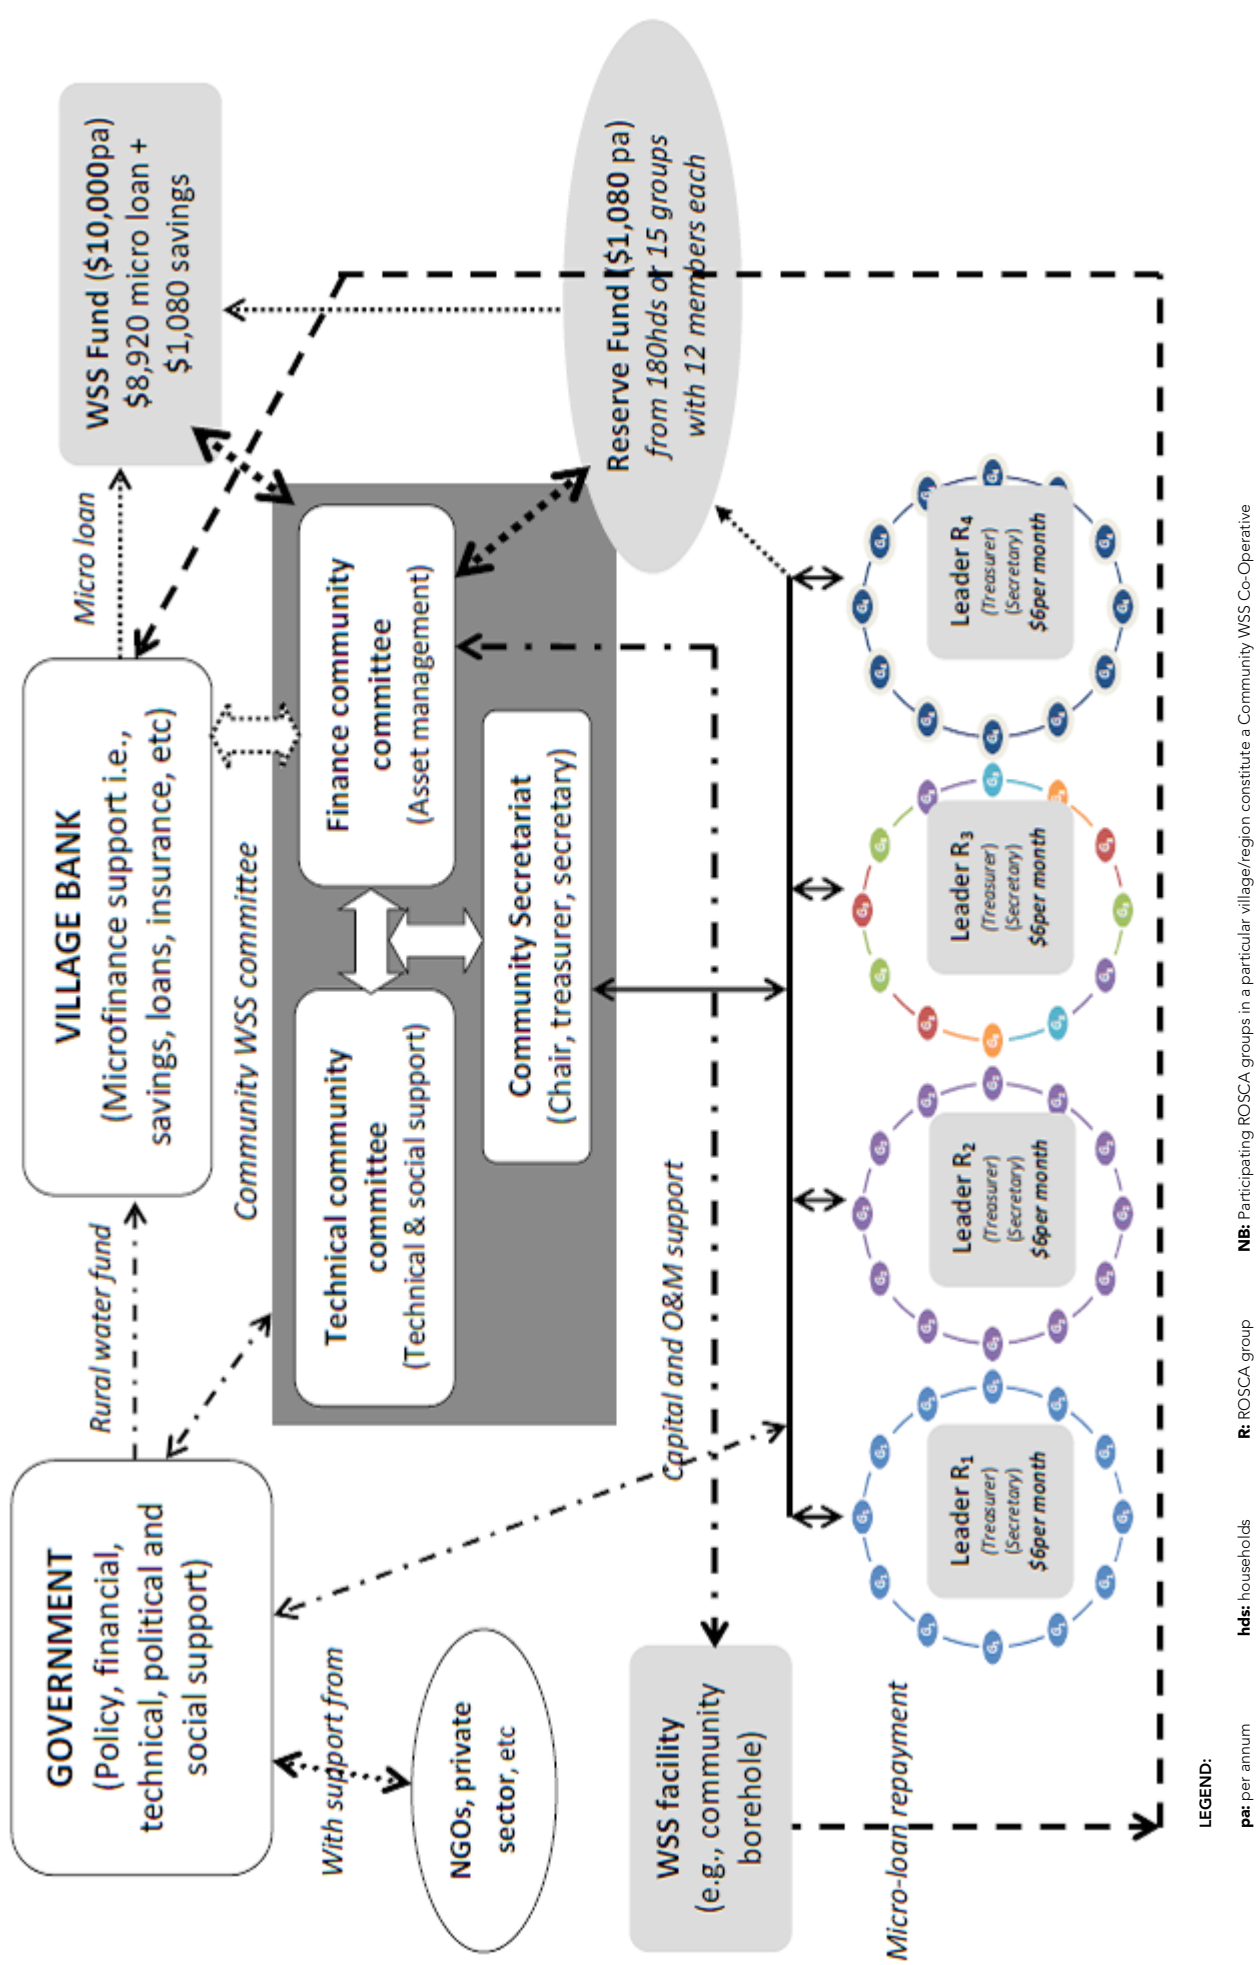 GOVERNMENT
(Policy, financial,
technical, political and
social support)
Rural water fund
VILLAGE BANK
(Microfinance support i.e.,
savings, loans, insurance, etc)
Micro loan
WSS Fund ($10,000pa)
$8,920 micro loan +
$1,080 savings
With support from
NGOs, private
sector, etc
Community WSS committee
Technical community
committee
(Technical & social support)
Finance community
committee
(Asset management)
Community Secretariat
(Chair, treasurer, secretary)
Reserve Fund ($1,080 pa)
from 180hds or 15 groups
with 12 members each
WSS facility
(e.g., community
borehole)
Capital and O&M support
Micro-loan repayment
Leader R1
(Treasurer)
(Secretary)
$6per month
Leader R2
(Treasurer)
(Secretary)
$6per month
Leader R3
(Treasurer)
(Secretary)
$6per month
Leader R4
(Treasurer)
(Secretary)
$6per month
LEGEND:
pa: per annum hds: households R: ROSCA group NB: Participating ROSCA groups in a particular village/region constitute a Community WSS Co-Operative